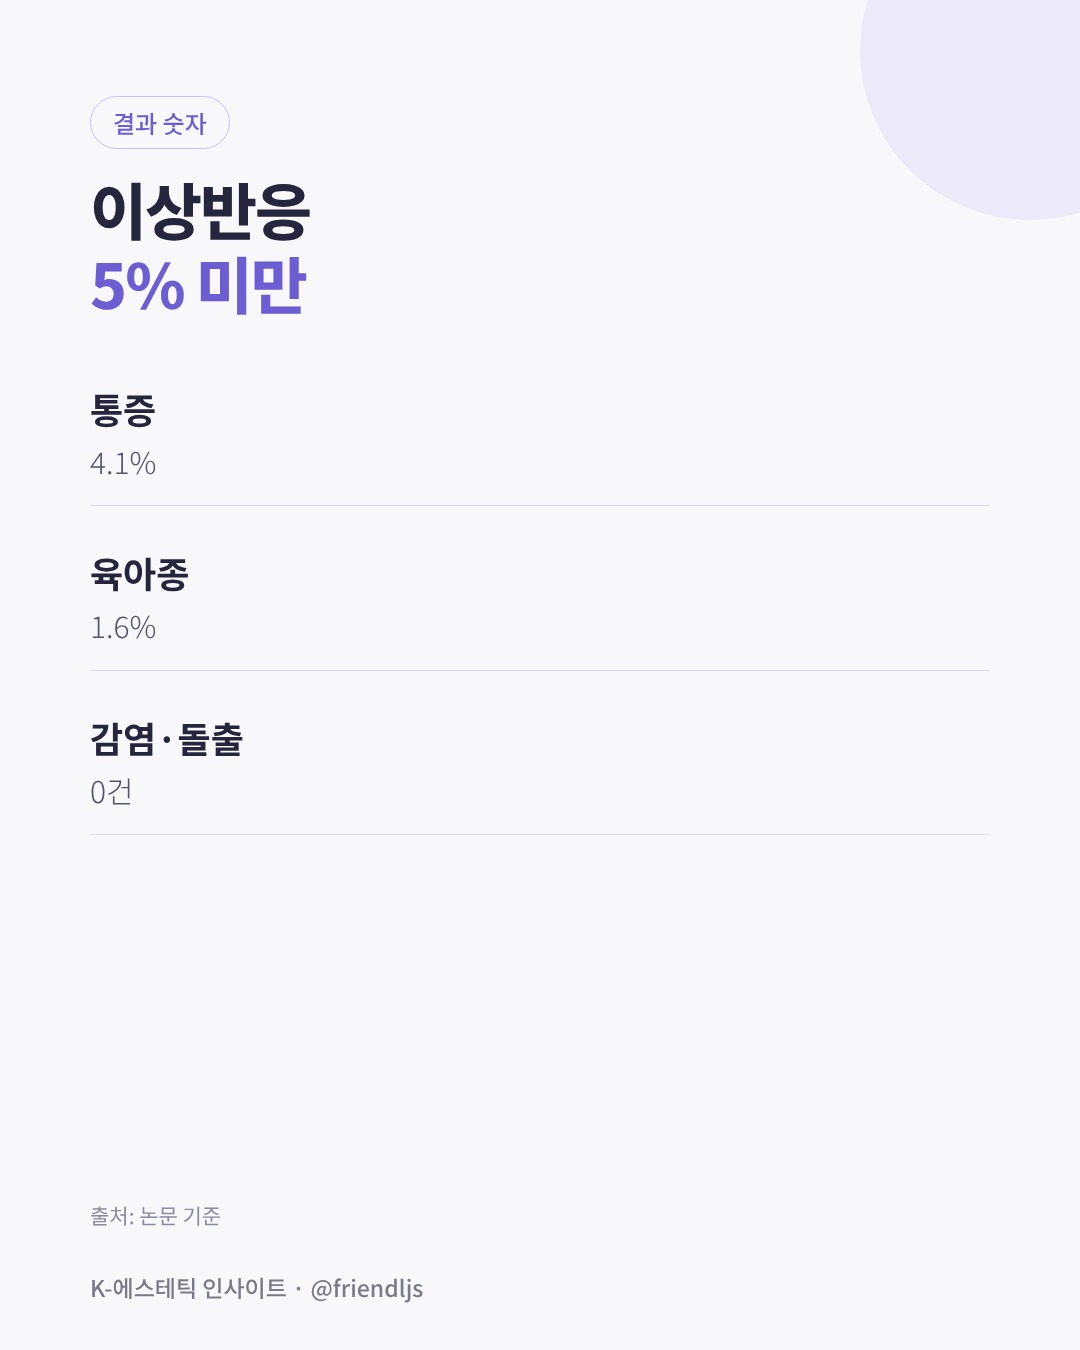 결과 숫자
이상반응
5% 미만
통증
4.1%
육아종
1.6%
감염·돌출
0건
출처: 논문 기준
K-에스테틱 인사이트 · @friendljs